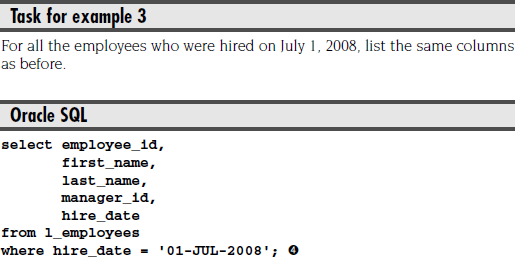 Task for example 3
For all the employees who were hired on July 1, 2008, list the same columns
as before.
Oracle SQL
select employee_id,
first_name,
last_name,
manager_id,
hire_date
from l_employees
where hire_date = '01-JUL-2008'; ❹